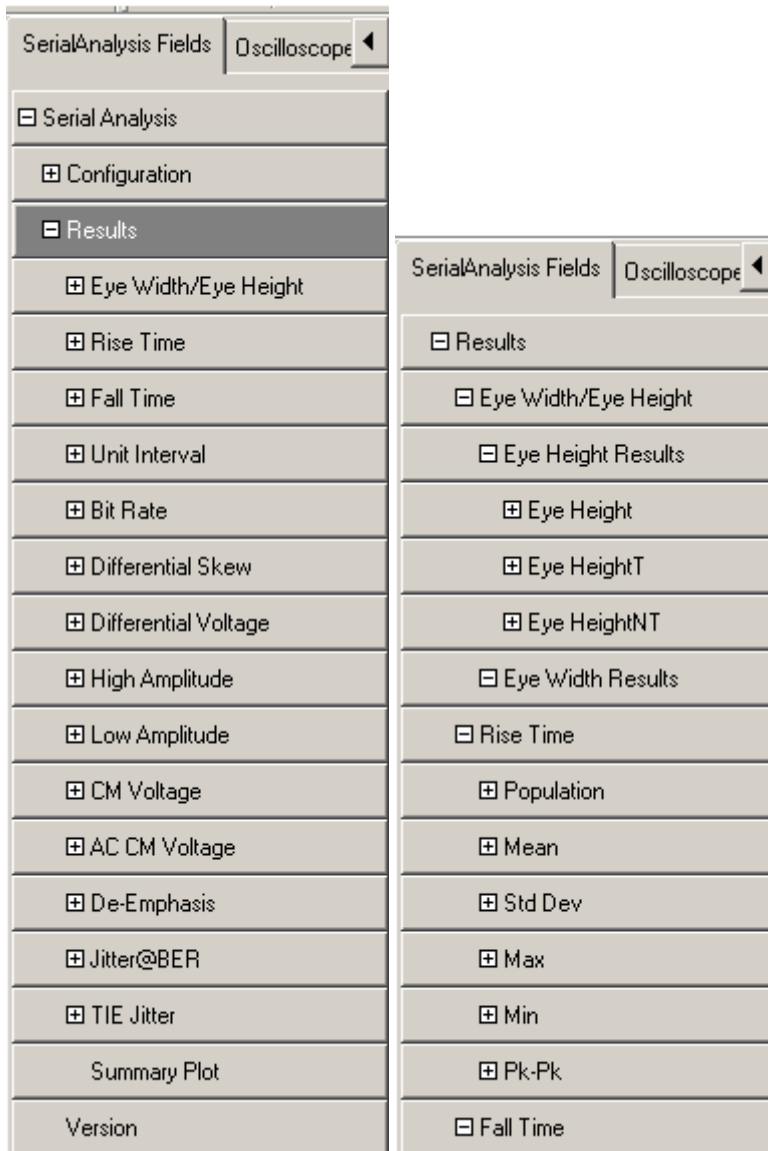 SerialAnalysis Fields Oscilloscope
Serial Analysis
Configuration
Results
Eye Width/Eye Height
Rise Time
Fall Time
Unit Interval
Bit Rate
Differential Skew
Differential Voltage
High Amplitude
Low Amplitude
CM Voltage
AC CM Voltage
De-Emphasis
Jitter@BER
TIE Jitter
Summary Plot
Version
SerialAnalysis Fields Oscilloscope
Results
Eye Width/Eye Height
Eye Height Results
Eye Height
Eye HeightT
Eye HeightNT
Eye Width Results
Rise Time
Population
Mean
Std Dev
Max
Min
Pk-Pk
Fall Time